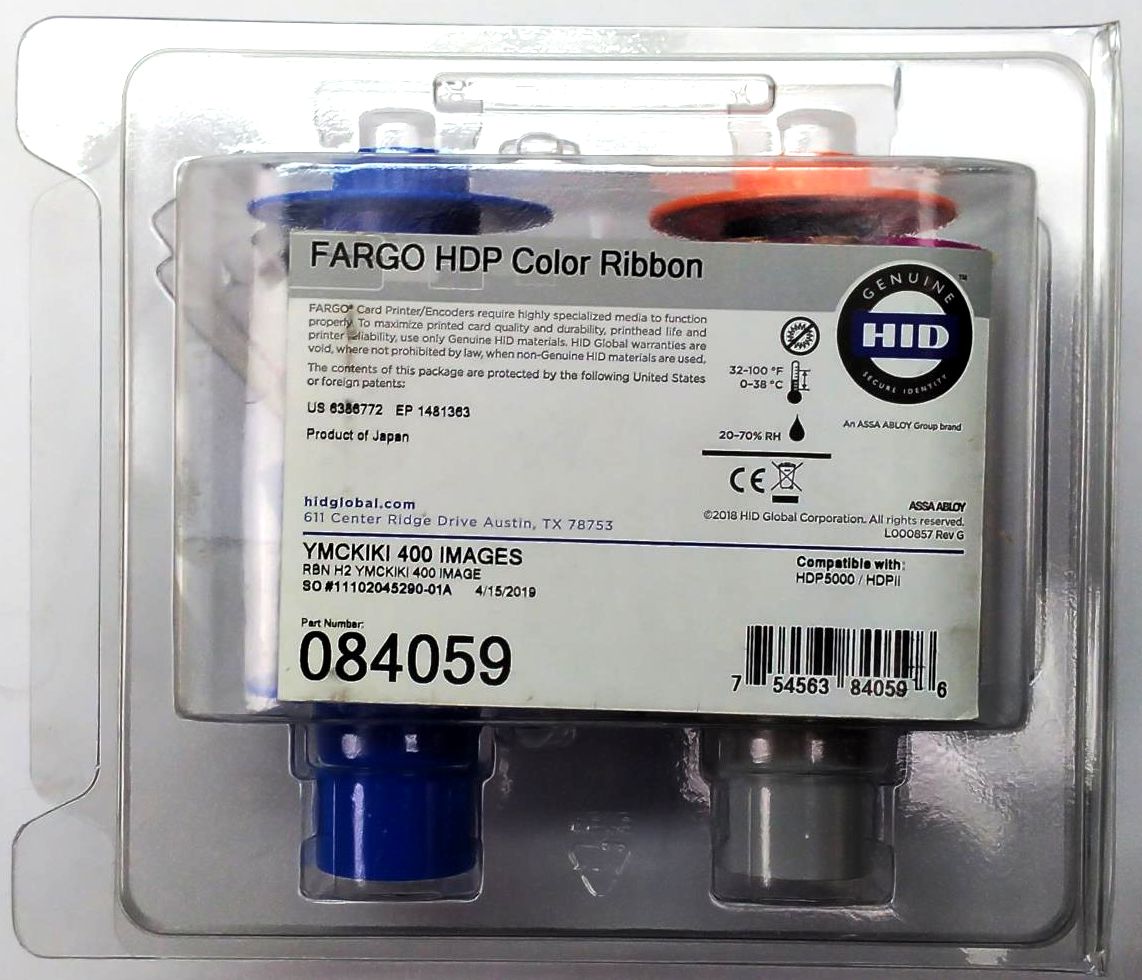 FARGO HDP Color Ribbon
GENUINE
™
HID
SECURE IDENTITY
An ASSA ABLOY Group brand
FARGO® Card Printer/Encoders require highly specialized media to function
properly. To maximize printed card quality and durability, printhead life and
printer reliability, use only Genuine HID materials. HID Global warranties are
void, where not prohibited by law, when non-Genuine HID materials are used.
The contents of this package are protected by the following United States
or foreign patents:
US 6386772 EP 1481363
Product of Japan
32-100 °F
0-38 °C
20-70% RH
CE
hidglobal.com
611 Center Ridge Drive Austin, TX 78753
ASSA ABLOY
©2018 HID Global Corporation. All rights reserved.
L000857 Rev G
YMCKIKI 400 IMAGES
RBN H2 YMCKIKI 400 IMAGE
SO #11102045290-01A 4/15/2019
Compatible with:
HDP5000 / HDPii
Part Number:
084059
7 54563 84059 6